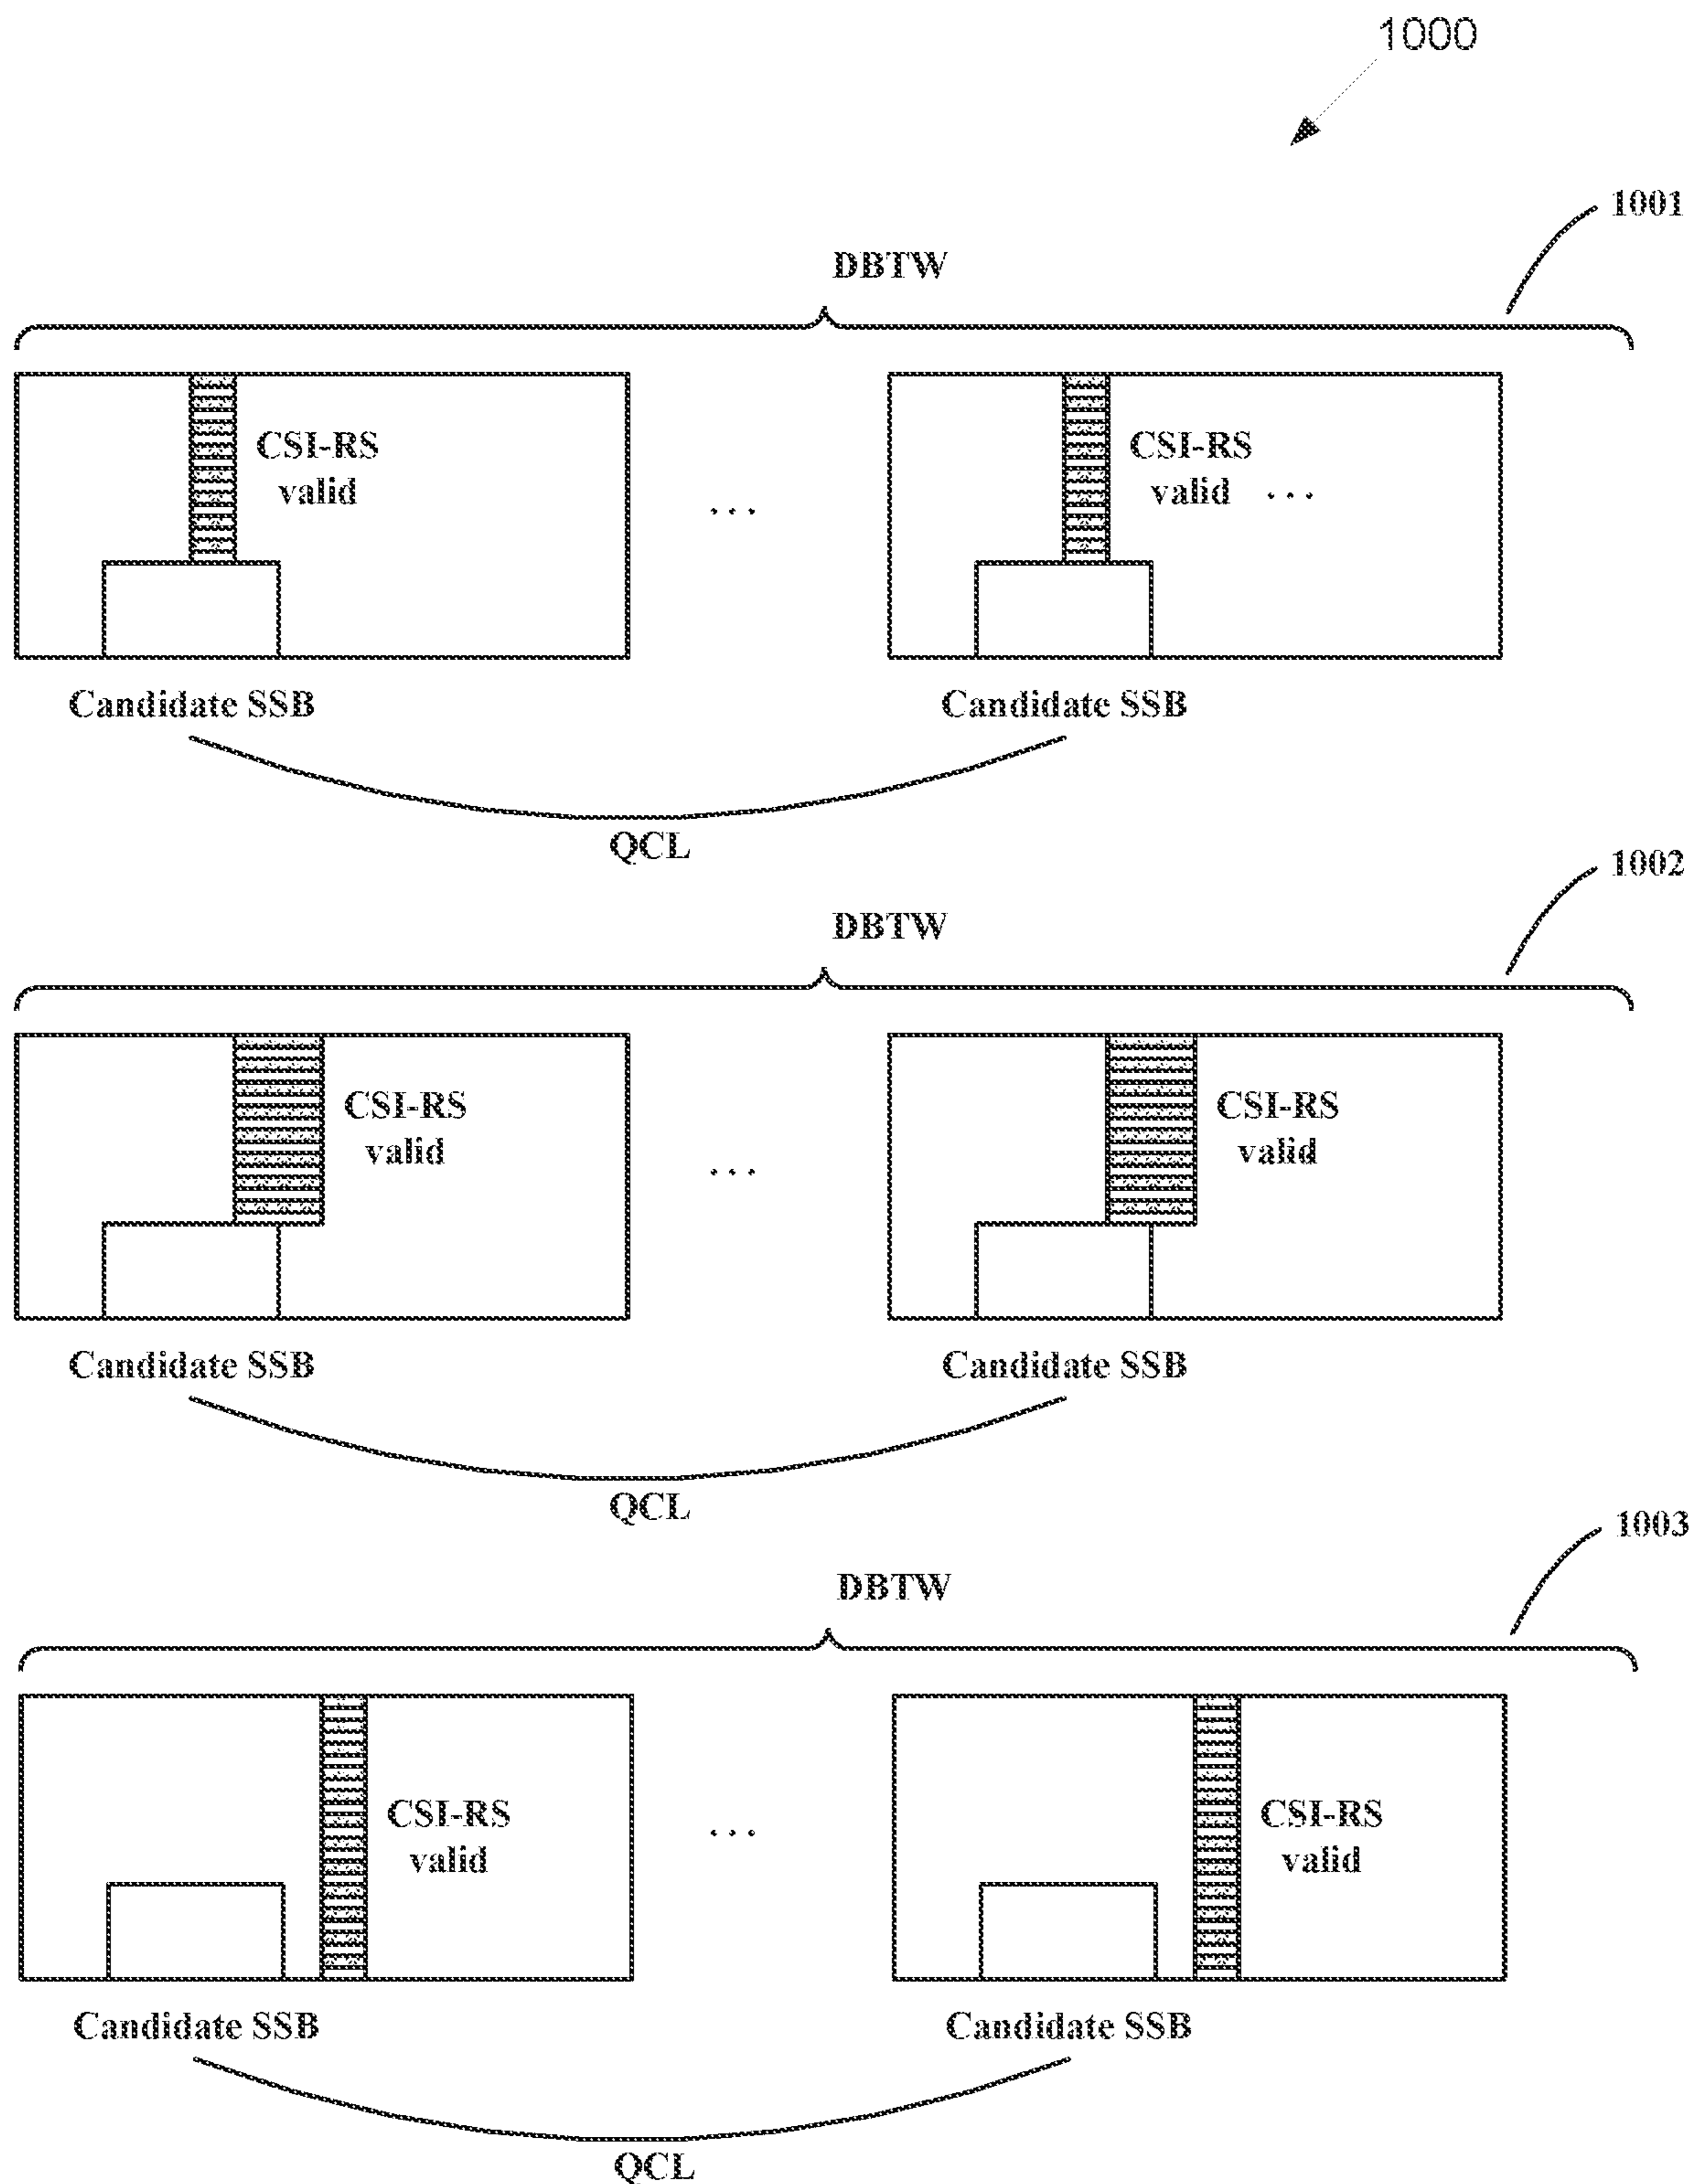 1000
1001
DBTW
CSI-RS
valid
...
CSI-RS
valid ...
Candidate SSB
Candidate SSB
QCL
1002
DBTW
CSI-RS
valid
...
CSI-RS
valid
Candidate SSB
Candidate SSB
QCL
1003
DBTW
CSI-RS
valid
...
CSI-RS
valid
Candidate SSB
Candidate SSB
QCL